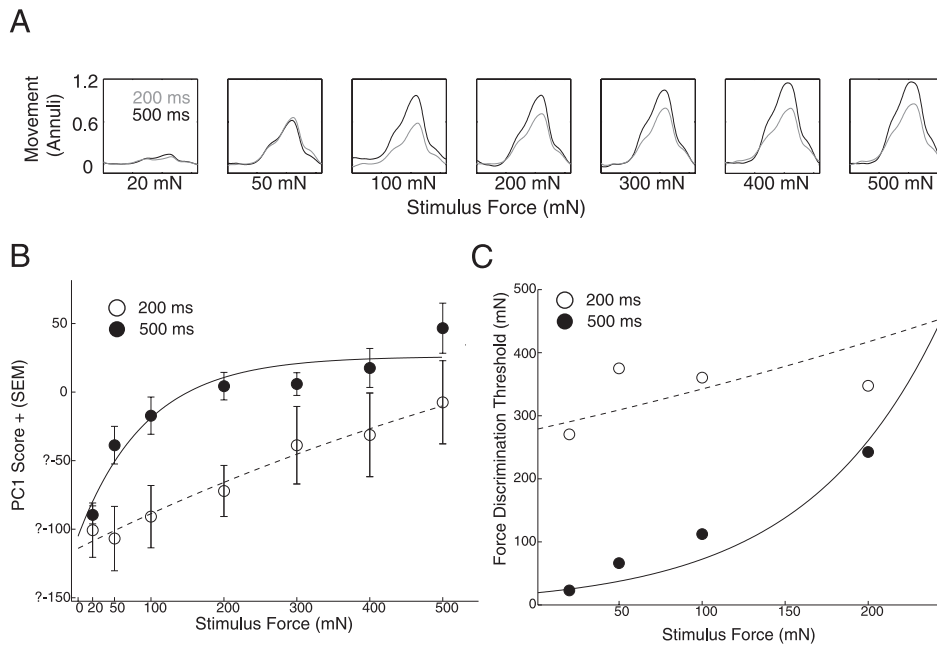 A
Movement
(Annuli)
1.2
0.6
0
200 ms
500 ms
20 mN
50 mN
100 mN
200 mN
300 mN
400 mN
500 mN
Stimulus Force (mN)
B
PC1 Score + (SEM)
50
0
?-50
?-100
?-150
200 ms
500 ms
0 20 50 100 200 300 400 500
Stimulus Force (mN)
C
Force Discrimination Threshold (mN)
500
400
300
200
100
0
200 ms
500 ms
50 100 150 200
Stimulus Force (mN)